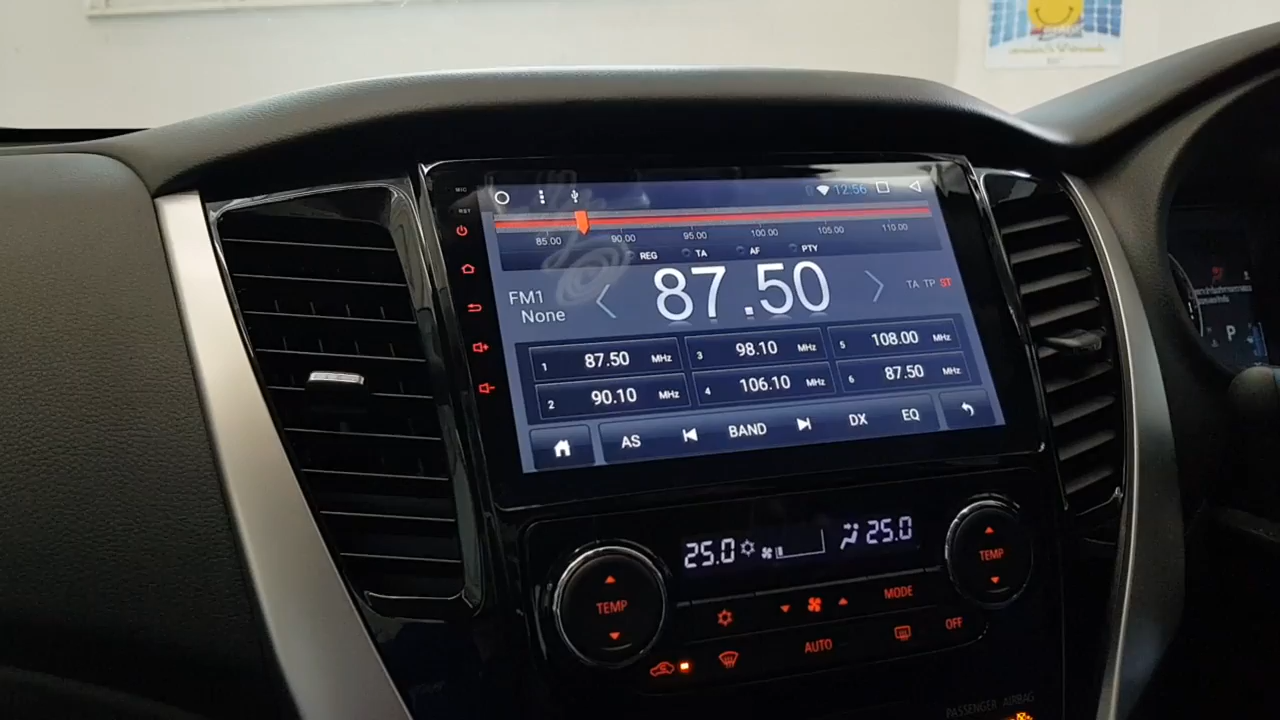 MIC
12:56
RST
85.00 90.00 95.00 100.00 105.00 110.00
REG TA AF PTY
FM1
None
87.50
TA TP ST
1 87.50 MHz
3 98.10 MHz
5 108.00 MHz
2 90.10 MHz
4 106.10 MHz
6 87.50 MHz
AS BAND DX EQ
P
25.0 25.0
TEMP
TEMP
MODE
AUTO
OFF
PASSENGER AIRBAG